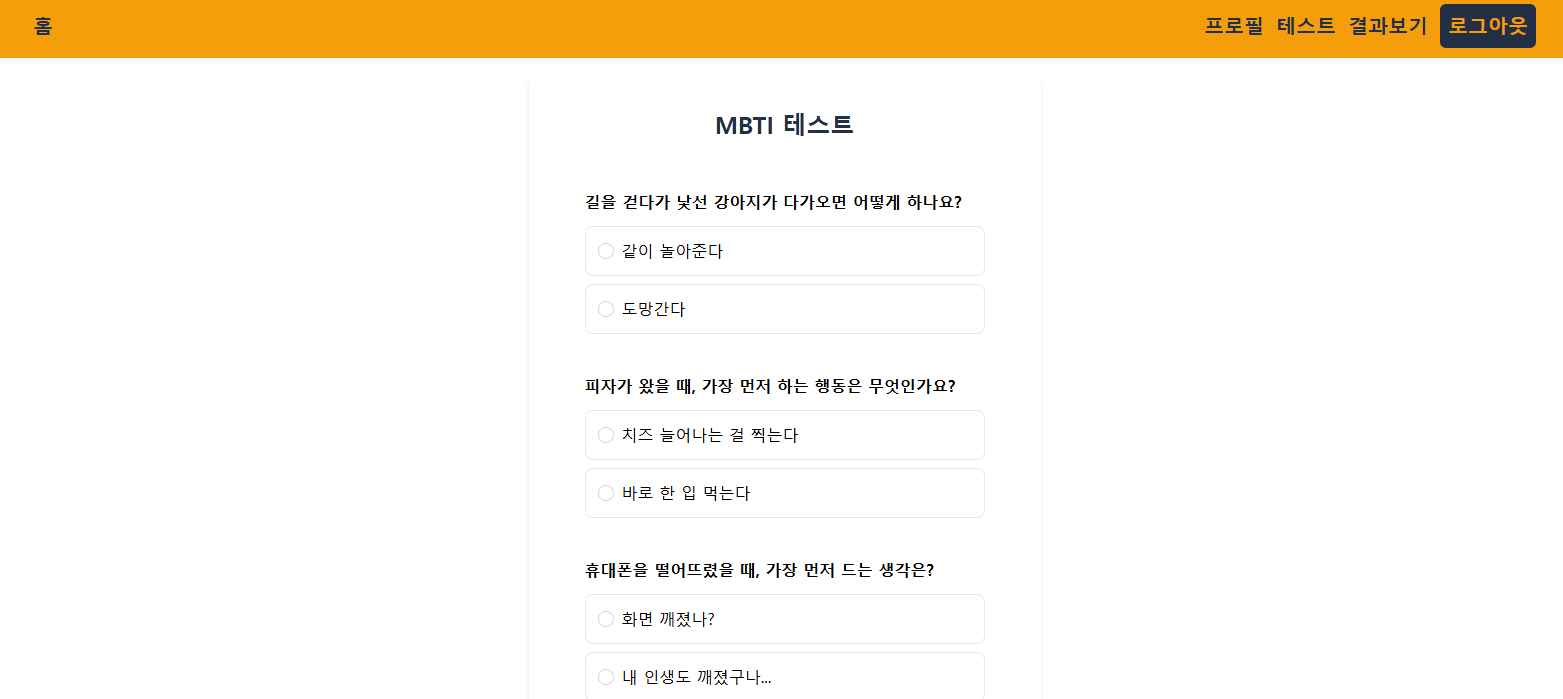 홈
프로필 테스트 결과보기 로그아웃
MBTI 테스트
길을 걷다가 낯선 강아지가 다가오면 어떻게 하나요?
같이 놀아준다
도망간다
피자가 왔을 때, 가장 먼저 하는 행동은 무엇인가요?
치즈 늘어나는 걸 찍는다
바로 한 입 먹는다
휴대폰을 떨어뜨렸을 때, 가장 먼저 드는 생각은?
화면 깨졌나?
내 인생도 깨졌구나...